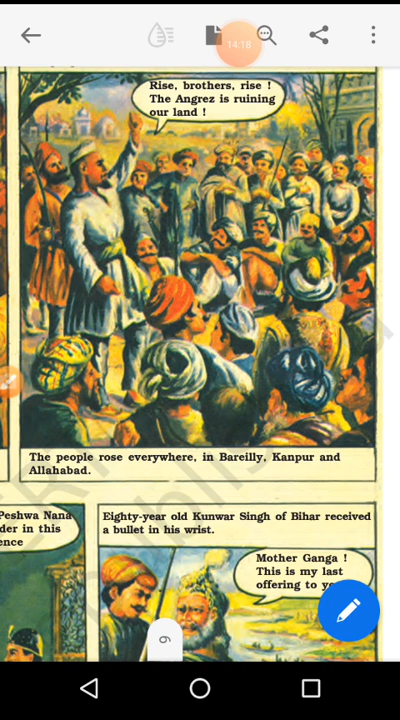 14:18
Rise, brothers, rise !
The Angrez is ruining
our land !
The people rose everywhere, in Bareilly, Kanpur and
Allahabad.
Peshwa Nana
der in this
ence
Eighty-year old Kunwar Singh of Bihar received
a bullet in his wrist.
Mother Ganga !
This is my last
offering to
6